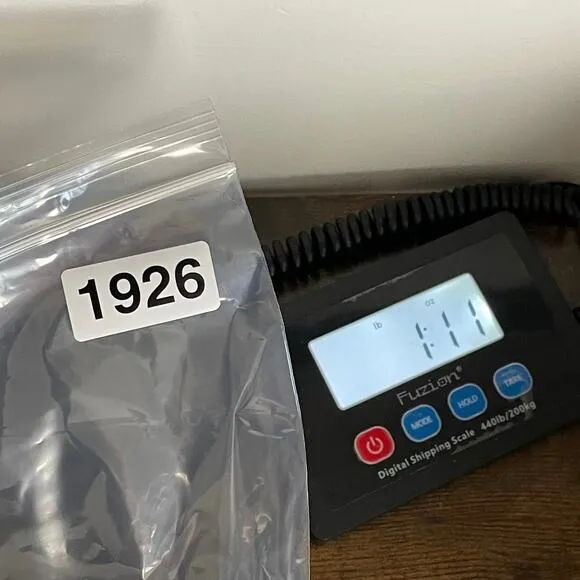 1926
lb oz
1:11
Fuzion®
MODE HOLD TARE
Digital Shipping Scale 440lb/200kg